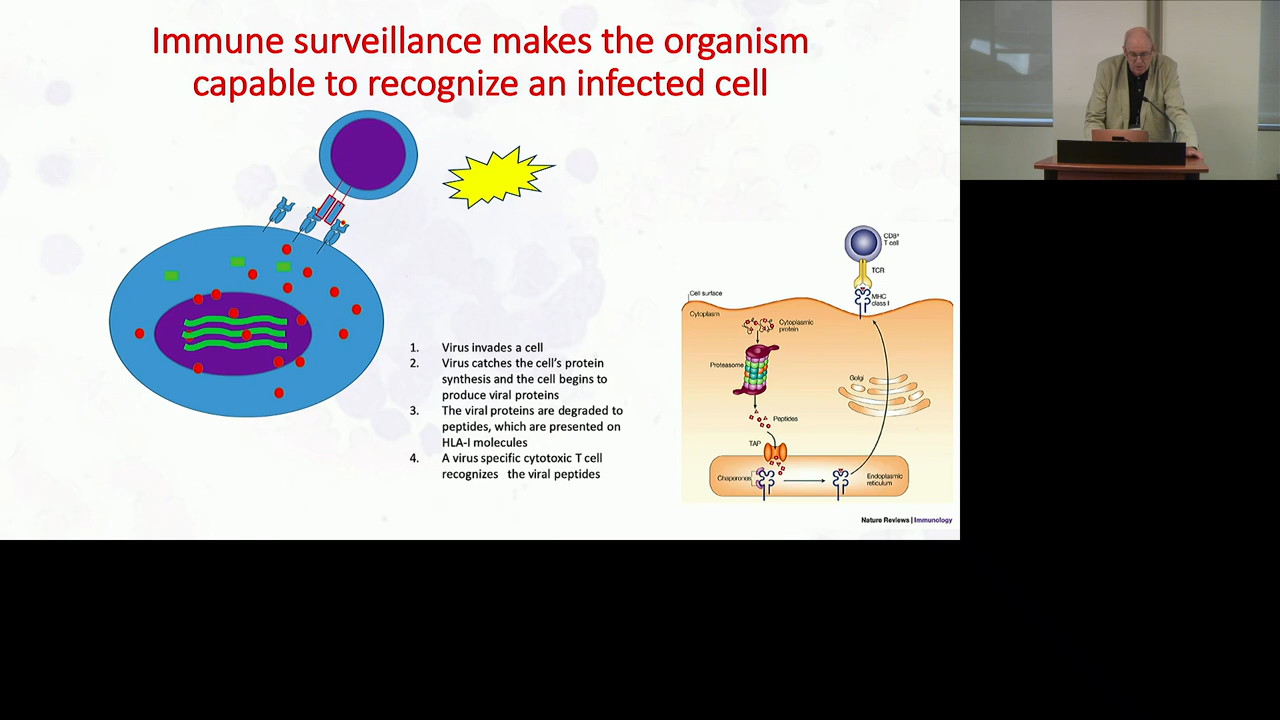 Immune surveillance makes the organism
capable to recognize an infected cell
1. Virus invades a cell
2. Virus catches the cell's protein
synthesis and the cell begins to
produce viral proteins
3. The viral proteins are degraded to
peptides, which are presented on
HLA-I molecules
4. A virus specific cytotoxic T cell
recognizes the viral peptides
CD8+
T cell
TCR
MHC
class I
Cell surface
Cytoplasm
Cytoplasmic
protein
Proteasome
Golgi
Peptides
TAP
Chaperones
Endoplasmic
reticulum
Nature Reviews | Immunology